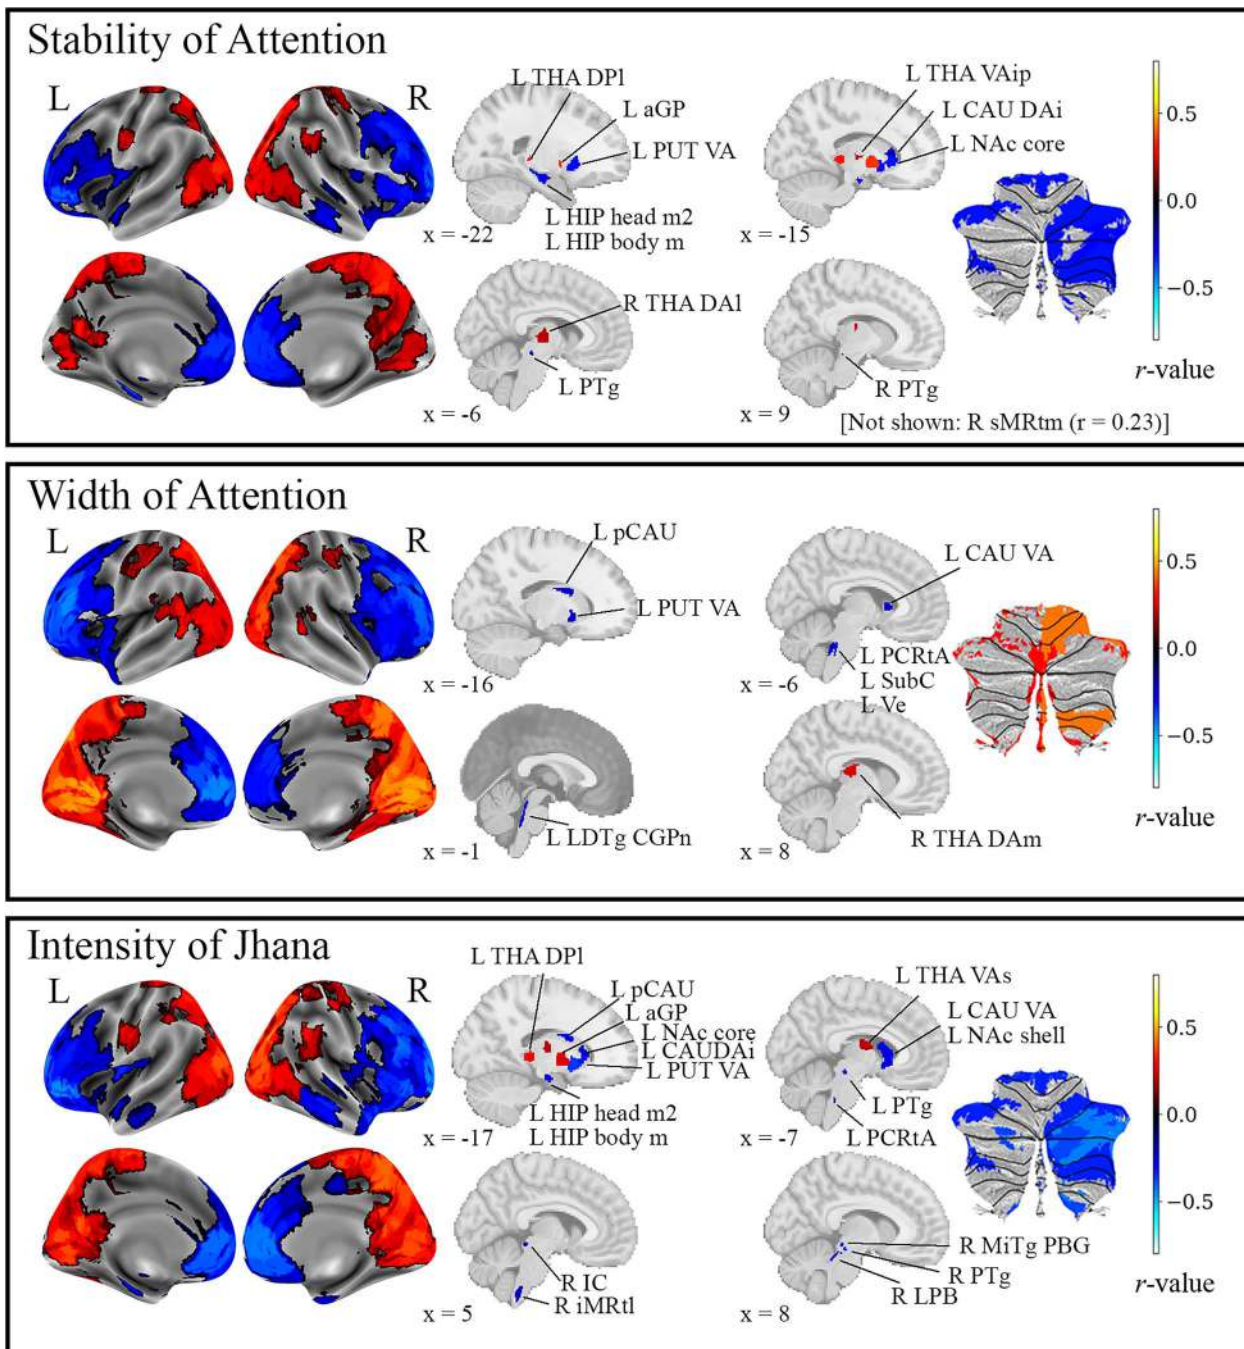 Stability of Attention
L
R
L THA DPl
L aGP
L PUT VA
L HIP head m2
L HIP body m
x = -22
L THA VAip
L CAU DAi
L NAc core
x = -15
R THA DAl
L PTg
x = -6
R PTg
x = 9
[Not shown: R sMRtm (r = 0.23)]
0.5
0.0
−0.5
r-value
Width of Attention
L
R
L pCAU
L PUT VA
x = -16
L CAU VA
L PCRtA
L SubC
L Ve
x = -6
L LDTg CGPn
x = -1
R THA DAm
x = 8
0.5
0.0
−0.5
r-value
Intensity of Jhana
L
R
L THA DPl
L pCAU
L aGP
L NAc core
L CAUDAi
L PUT VA
L HIP head m2
L HIP body m
x = -17
L THA VAs
L CAU VA
L NAc shell
L PTg
L PCRtA
x = -7
R IC
R iMRtl
x = 5
R MiTg PBG
R PTg
R LPB
x = 8
0.5
0.0
−0.5
r-value